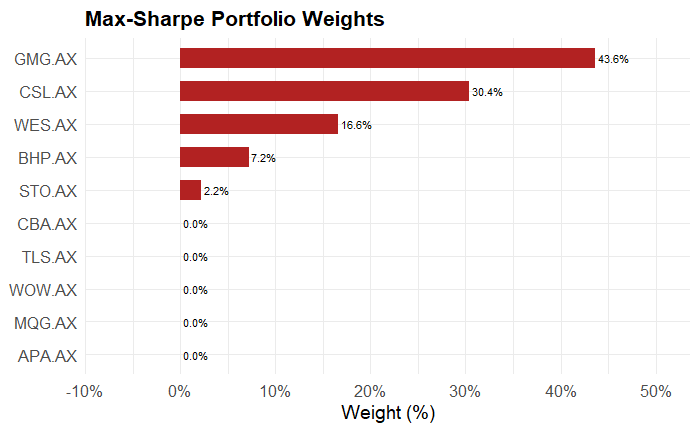 Max-Sharpe Portfolio Weights
GMG.AX 43.6%
CSL.AX 30.4%
WES.AX 16.6%
BHP.AX 7.2%
STO.AX 2.2%
CBA.AX 0.0%
TLS.AX 0.0%
WOW.AX 0.0%
MQG.AX 0.0%
APA.AX 0.0%
-10% 0% 10% 20% 30% 40% 50%
Weight (%)